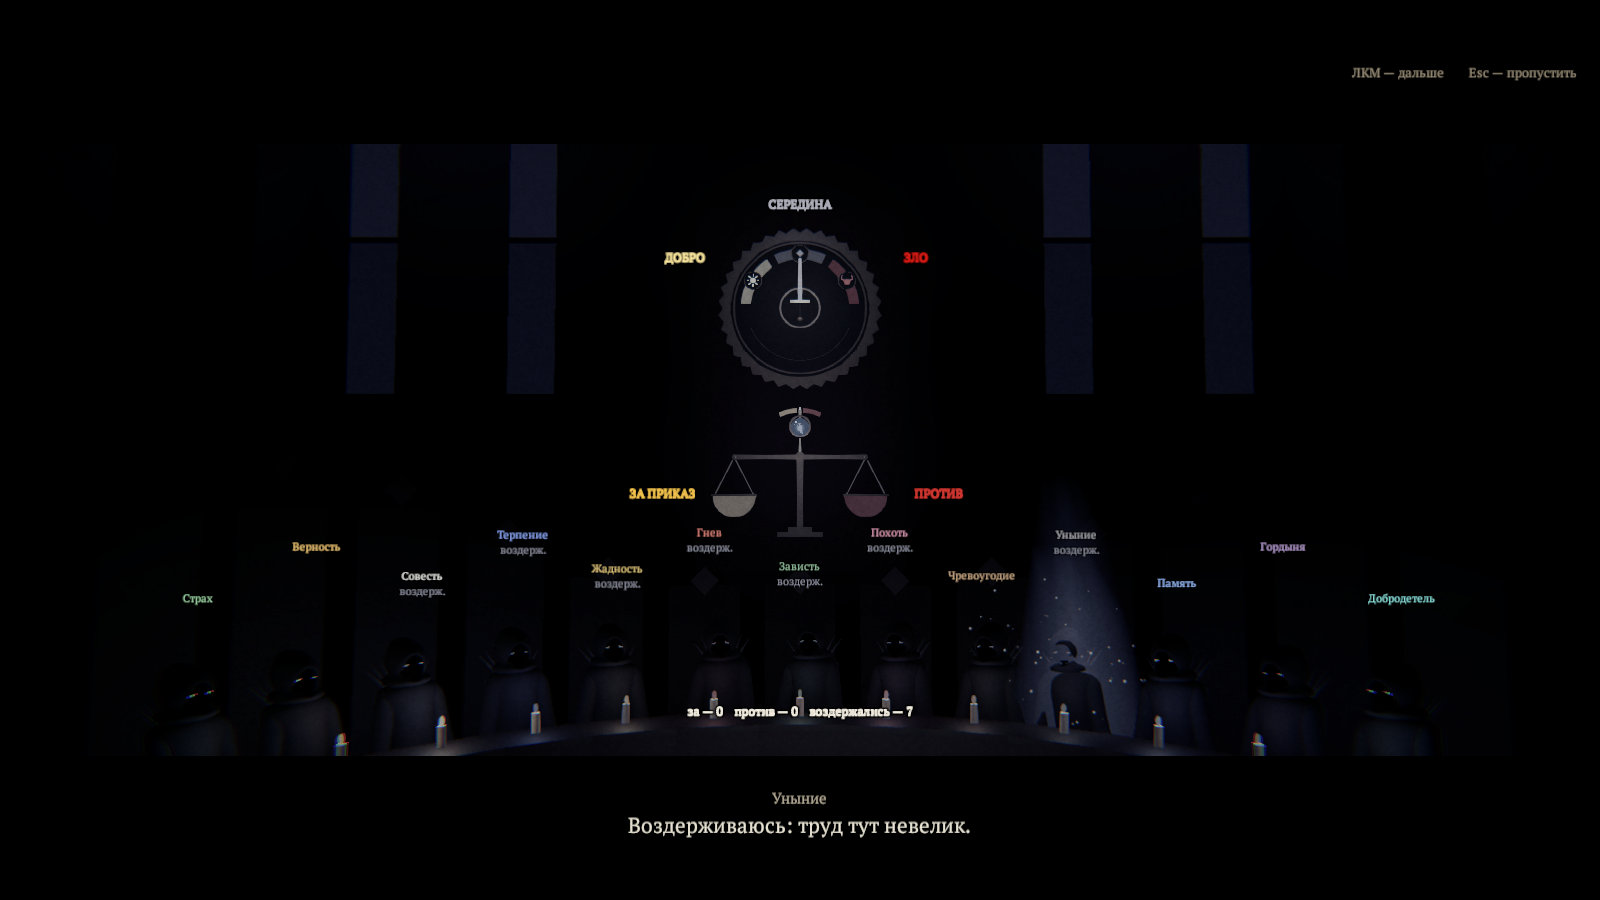 ЛКМ — дальше Esc — пропустить
СЕРЕДИНА
ДОБРО ЗЛО
ЗА ПРИКАЗ ПРОТИВ
Страх
Верность
Совесть
воздерж.
Терпение
воздерж.
Жадность
воздерж.
Гнев
воздерж.
Зависть
воздерж.
Похоть
воздерж.
Чревоугодие
Уныние
воздерж.
Память
Гордыня
Добродетель
за — 0 против — 0 воздержались — 7
Уныние
Воздерживаюсь: труд тут невелик.